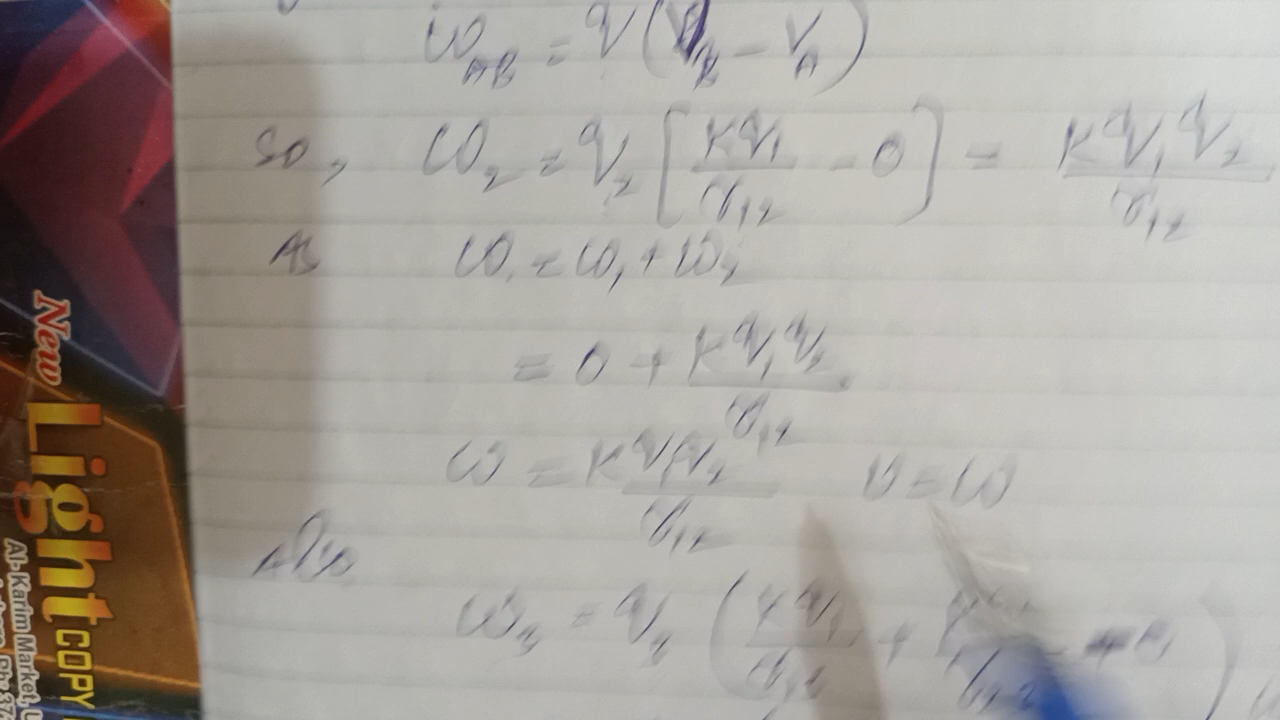 W_AB = q(V_B - V_A)
So, W_2 = q_2 [Kq_1/r_12 - 0] = Kq_1q_2/r_12
As W = W_1 + W_2
= 0 + Kq_1q_2/r_12
W = Kq_1q_2/r_12 U = W
Also
W_3 = q_3 (Kq_1/ +
New
Light COPY
Al-Karim Market,